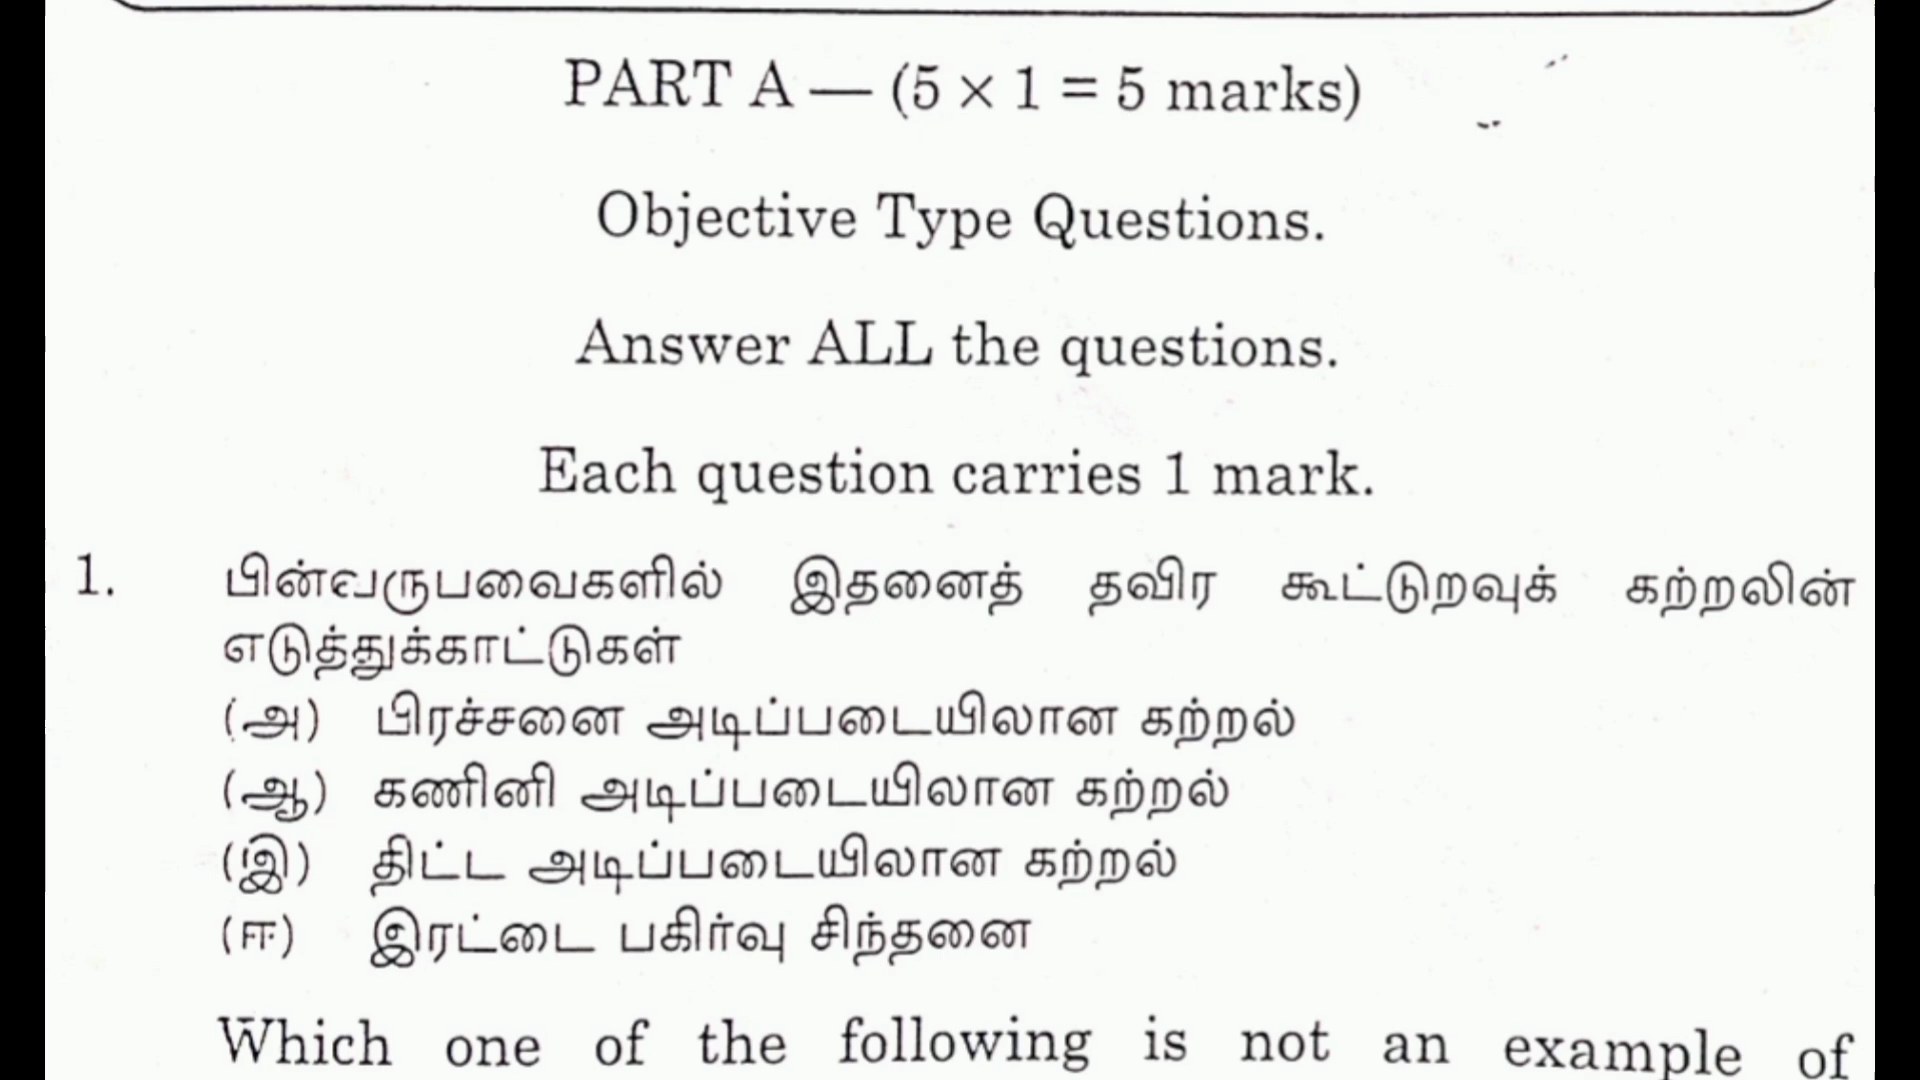 PART A — (5 × 1 = 5 marks)
Objective Type Questions.
Answer ALL the questions.
Each question carries 1 mark.
1. பின்வருபவைகளில் இதனைத் தவிர கூட்டுறவுக் கற்றலின்
எடுத்துக்காட்டுகள்
(அ) பிரச்சனை அடிப்படையிலான கற்றல்
(ஆ) கணினி அடிப்படையிலான கற்றல்
(இ) திட்ட அடிப்படையிலான கற்றல்
(ஈ) இரட்டை பகிர்வு சிந்தனை
Which one of the following is not an example of